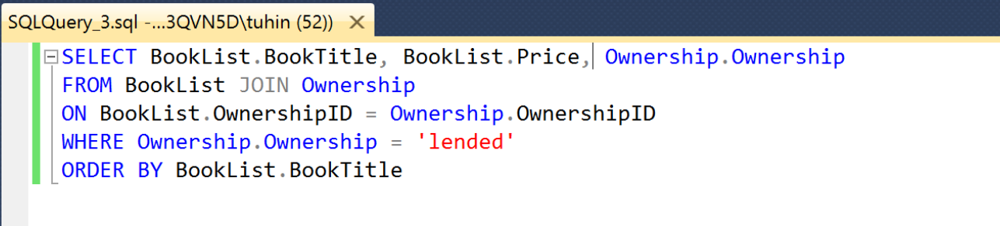 SQLQuery_3.sql -...3QVN5D\tuhin (52))
SELECT BookList.BookTitle, BookList.Price, Ownership.Ownership
FROM BookList JOIN Ownership
ON BookList.OwnershipID = Ownership.OwnershipID
WHERE Ownership.Ownership = 'lended'
ORDER BY BookList.BookTitle